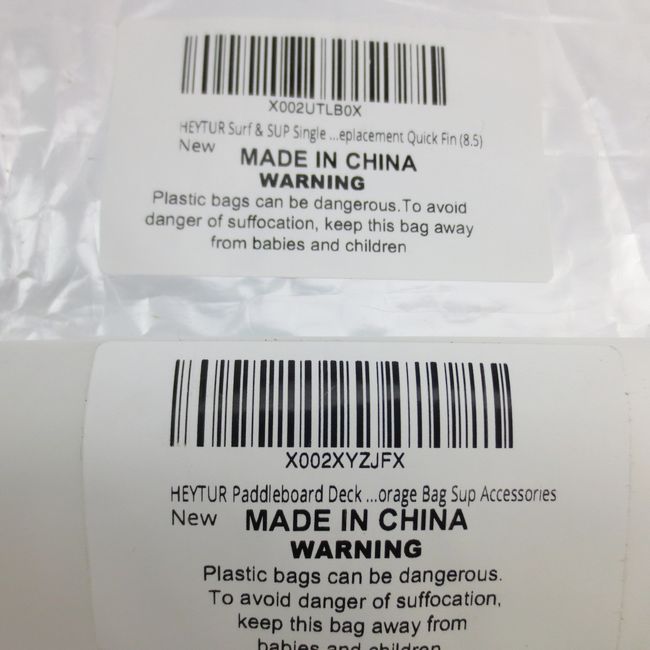 X002UTLB0X
HEYTUR Surf & SUP Single ...eplacement Quick Fin (8.5)
New
MADE IN CHINA
WARNING
Plastic bags can be dangerous.To avoid
danger of suffocation, keep this bag away
from babies and children
X002XYZJFX
HEYTUR Paddleboard Deck ...orage Bag Sup Accessories
New
MADE IN CHINA
WARNING
Plastic bags can be dangerous.
To avoid danger of suffocation,
keep this bag away from
babies and children